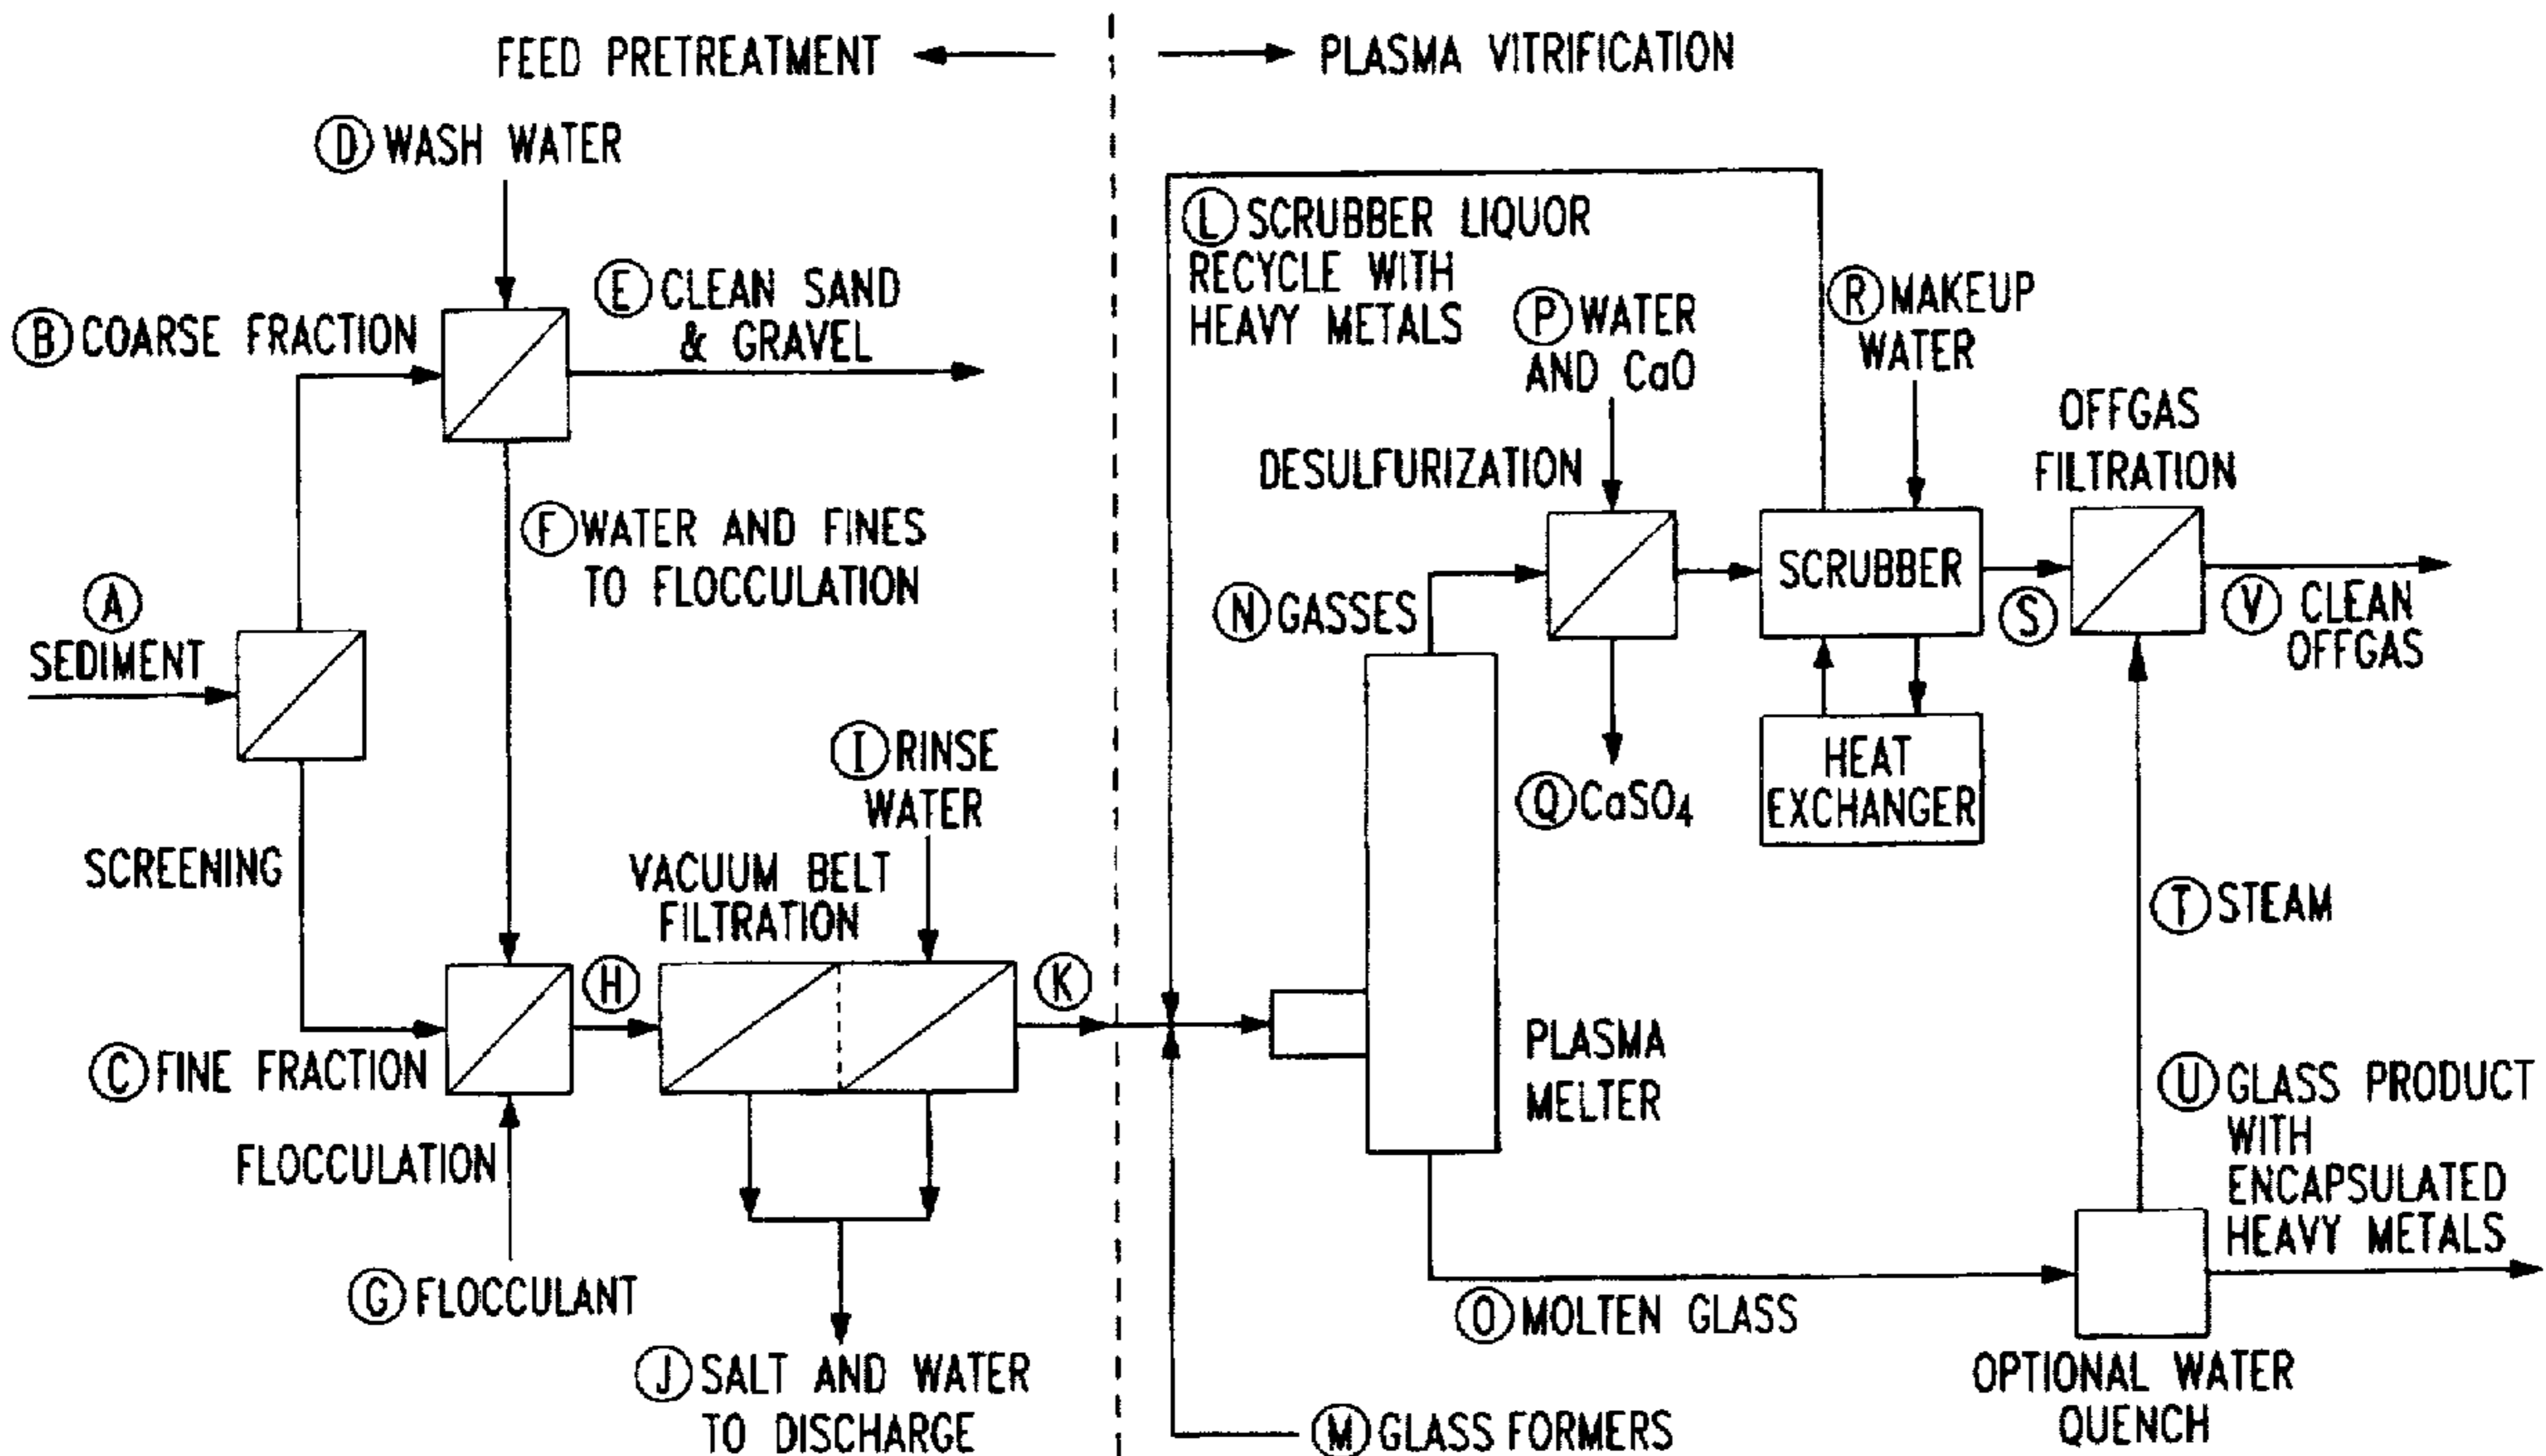 FEED PRETREATMENT
PLASMA VITRIFICATION
D WASH WATER
B COARSE FRACTION
E CLEAN SAND
& GRAVEL
L SCRUBBER LIQUOR
RECYCLE WITH
HEAVY METALS
P WATER
AND CaO
R MAKEUP
WATER
OFFGAS
FILTRATION
DESULFURIZATION
F WATER AND FINES
TO FLOCCULATION
A
SEDIMENT
N GASSES
SCRUBBER
S
V CLEAN
OFFGAS
I RINSE
WATER
Q CaSO4
HEAT
EXCHANGER
SCREENING
VACUUM BELT
FILTRATION
T STEAM
H
K
C FINE FRACTION
PLASMA
MELTER
U GLASS PRODUCT
WITH
ENCAPSULATED
HEAVY METALS
FLOCCULATION
G FLOCCULANT
O MOLTEN GLASS
J SALT AND WATER
TO DISCHARGE
OPTIONAL WATER
QUENCH
M GLASS FORMERS